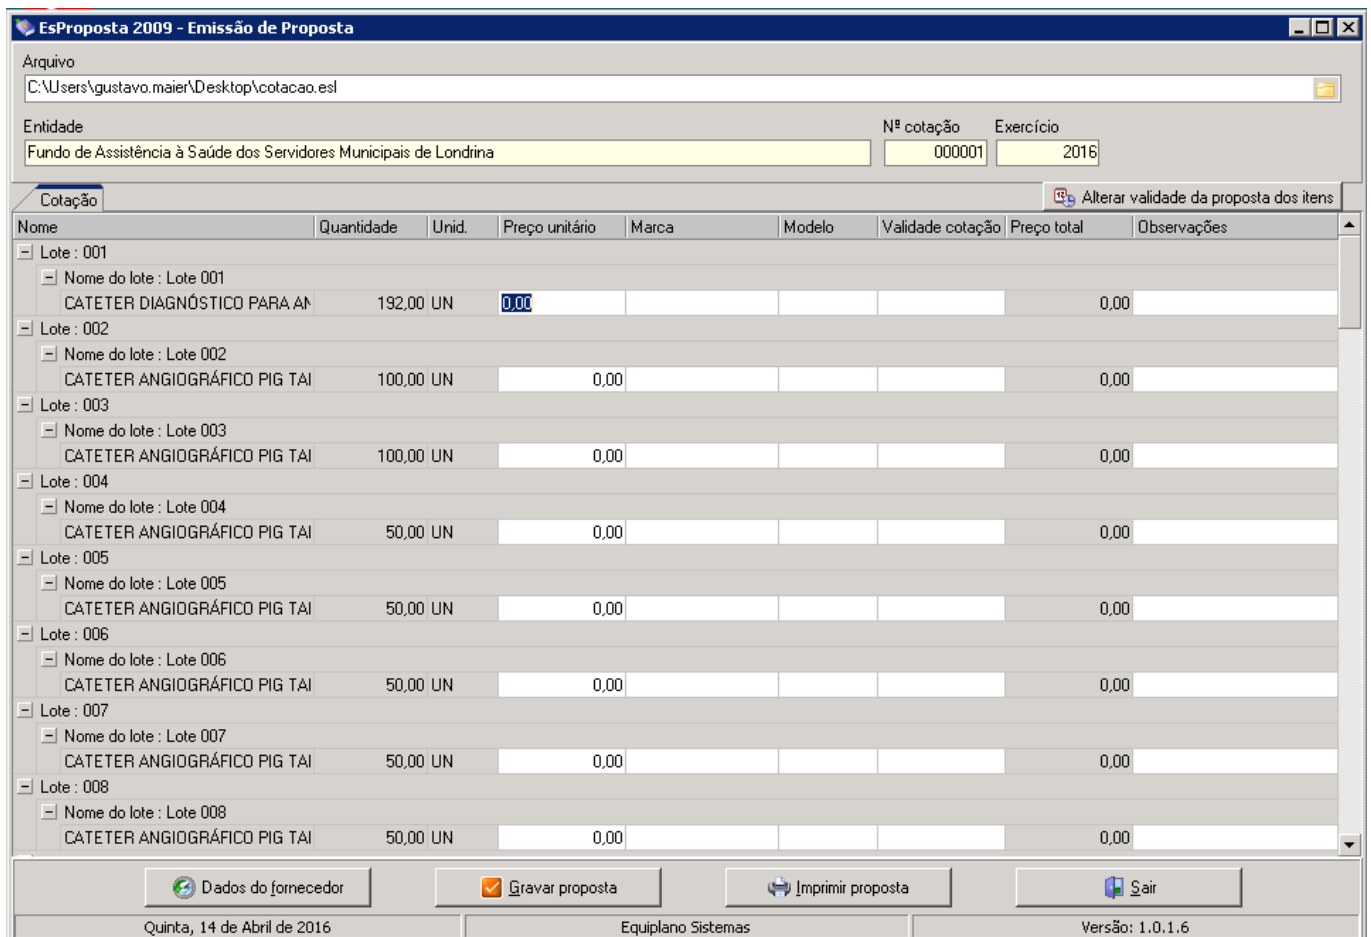 EsProposta 2009 - Emissão de Proposta
Arquivo
C:\Users\gustavo.maier\Desktop\cotacao.esl
Entidade Nº cotação Exercício
Fundo de Assistência à Saúde dos Servidores Municipais de Londrina 000001 2016
Cotação Alterar validade da proposta dos itens
Nome Quantidade Unid. Preço unitário Marca Modelo Validade cotação Preço total Observações
Lote : 001
Nome do lote : Lote 001
CATETER DIAGNÓSTICO PARA AN 192,00 UN 0,00 0,00
Lote : 002
Nome do lote : Lote 002
CATETER ANGIOGRÁFICO PIG TAI 100,00 UN 0,00 0,00
Lote : 003
Nome do lote : Lote 003
CATETER ANGIOGRÁFICO PIG TAI 100,00 UN 0,00 0,00
Lote : 004
Nome do lote : Lote 004
CATETER ANGIOGRÁFICO PIG TAI 50,00 UN 0,00 0,00
Lote : 005
Nome do lote : Lote 005
CATETER ANGIOGRÁFICO PIG TAI 50,00 UN 0,00 0,00
Lote : 006
Nome do lote : Lote 006
CATETER ANGIOGRÁFICO PIG TAI 50,00 UN 0,00 0,00
Lote : 007
Nome do lote : Lote 007
CATETER ANGIOGRÁFICO PIG TAI 50,00 UN 0,00 0,00
Lote : 008
Nome do lote : Lote 008
CATETER ANGIOGRÁFICO PIG TAI 50,00 UN 0,00 0,00
Dados do fornecedor Gravar proposta Imprimir proposta Sair
Quinta, 14 de Abril de 2016 Equiplano Sistemas Versão: 1.0.1.6